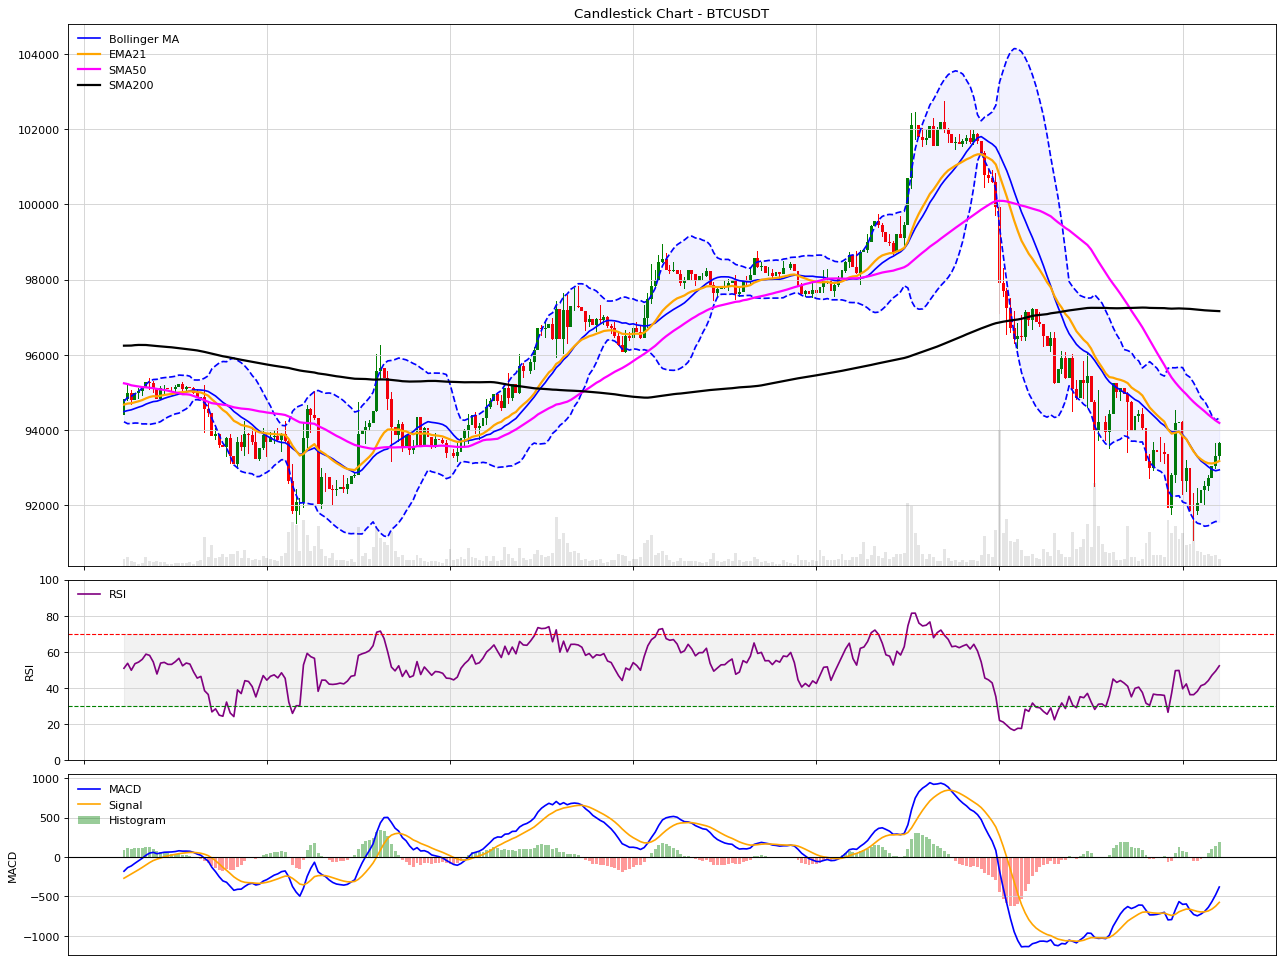 Candlestick Chart - BTCUSDT
Bollinger MA
EMA21
SMA50
SMA200
104000
102000
100000
98000
96000
94000
92000
RSI
100
80
60
40
20
0
RSI
MACD
Signal
Histogram
1000
500
0
−500
−1000
MACD